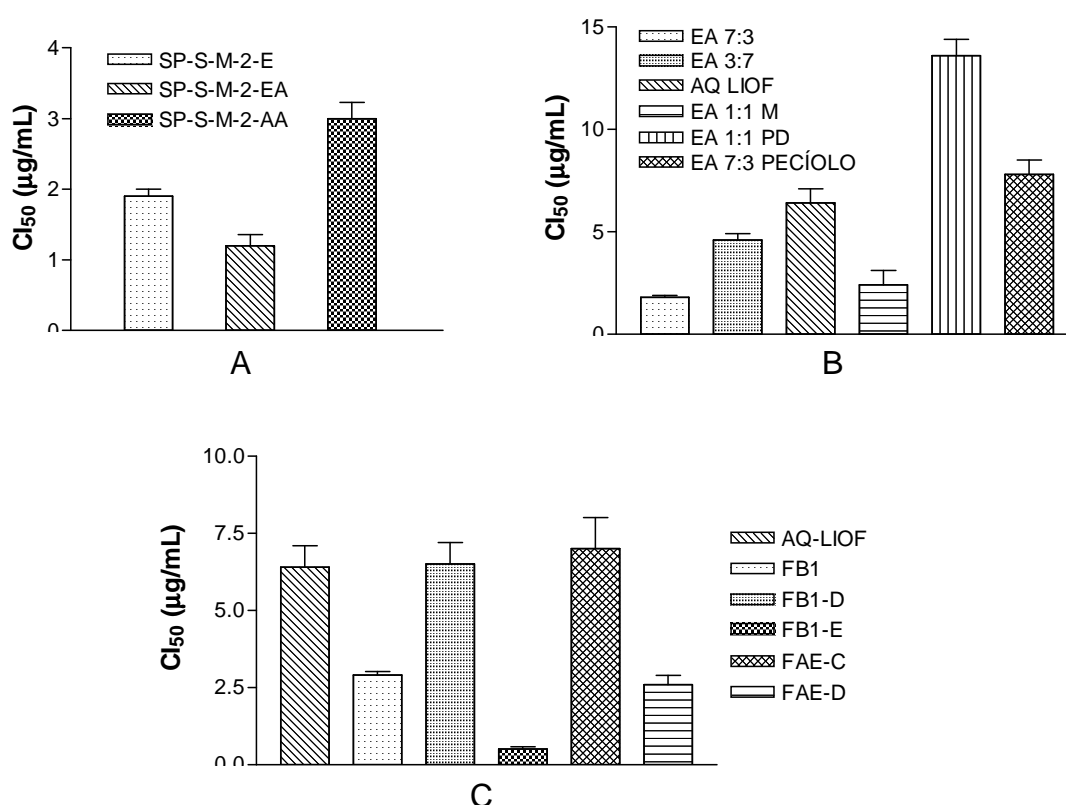 4
3
2
1
0
CI₅₀ (μg/mL)
SP-S-M-2-E
SP-S-M-2-EA
SP-S-M-2-AA
A
15
10
5
0
CI₅₀ (μg/mL)
EA 7:3
EA 3:7
AQ LIOF
EA 1:1 M
EA 1:1 PD
EA 7:3 PECÍOLO
B
10.0
7.5
5.0
2.5
0.0
CI₅₀ (μg/mL)
AQ-LIOF
FB1
FB1-D
FB1-E
FAE-C
FAE-D
C